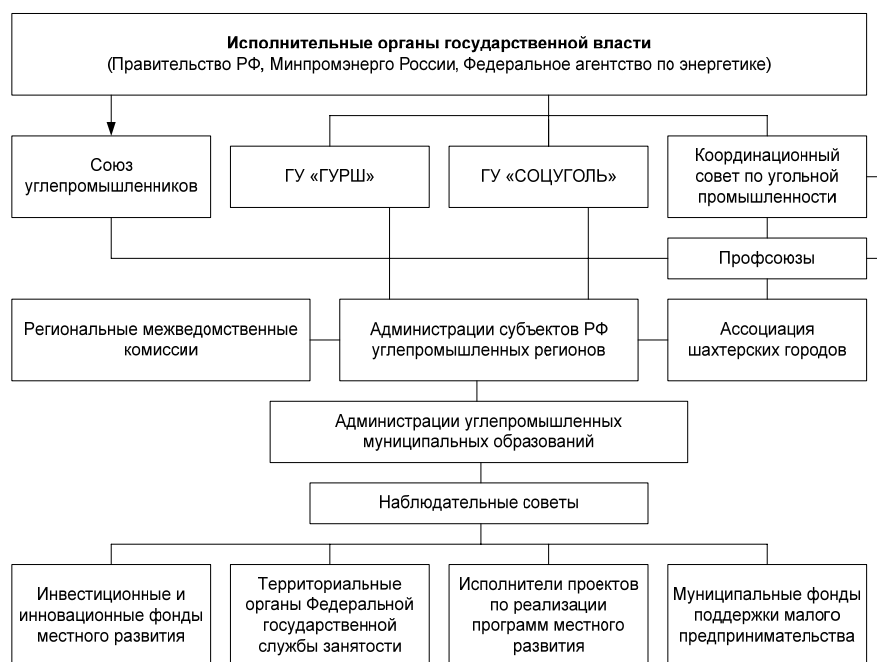 Исполнительные органы государственной власти
(Правительство РФ, Минпромэнерго России, Федеральное агентство по энергетике)
Союз
углепромышленников
ГУ «ГУРШ»
ГУ «СОЦУГОЛЬ»
Координационный
совет по угольной
промышленности
Профсоюзы
Региональные межведомственные
комиссии
Администрации субъектов РФ
углепромышленных регионов
Ассоциация
шахтерских городов
Администрации углепромышленных
муниципальных образований
Наблюдательные советы
Инвестиционные и
инновационные фонды
местного развития
Территориальные
органы Федеральной
государственной
службы занятости
Исполнители проектов
по реализации
программ местного
развития
Муниципальные фонды
поддержки малого
предпринимательства